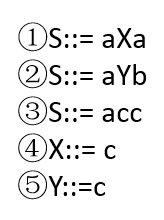 ①S::= aXa
②S::= aYb
③S::= acc
④X::= c
⑤Y::=c